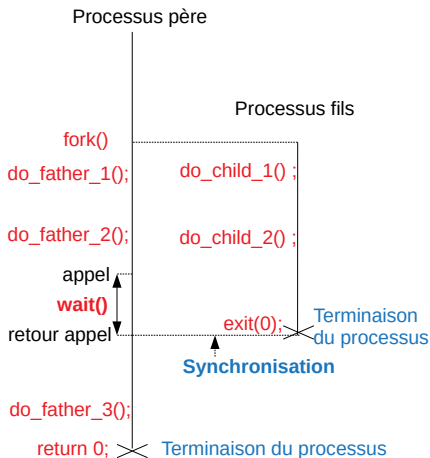 Processus père
Processus fils
fork()
do_father_1();
do_child_1() ;
do_father_2();
do_child_2() ;
appel
wait()
exit(0);
Terminaison
du processus
retour appel
Synchronisation
do_father_3();
return 0;
Terminaison du processus